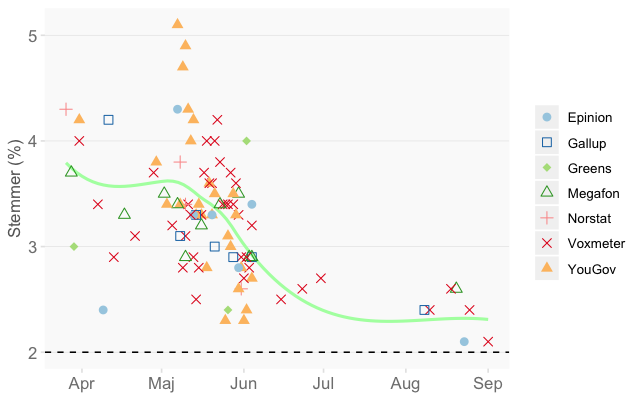 Stemmer (%)
5
4
3
2
Apr Maj Jun Jul Aug Sep
Epinion
Gallup
Greens
Megafon
Norstat
Voxmeter
YouGov